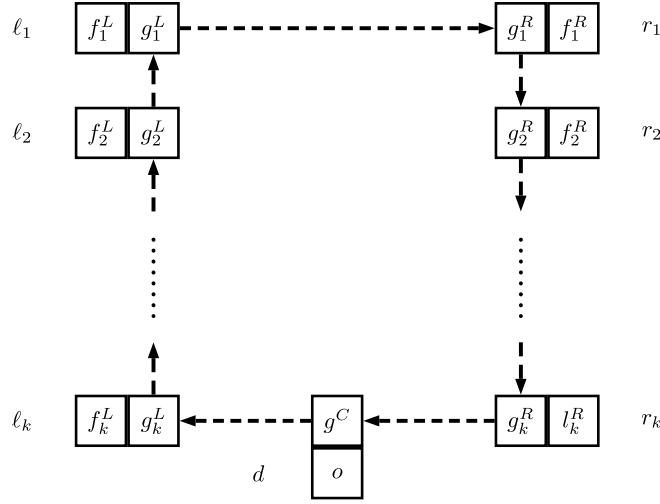 ℓ₁ f₁ᴸ g₁ᴸ g₁ᴿ f₁ᴿ r₁
ℓ₂ f₂ᴸ g₂ᴸ g₂ᴿ f₂ᴿ r₂
ℓₖ fₖᴸ gₖᴸ gᶜ gₖᴿ lₖᴿ rₖ
d o